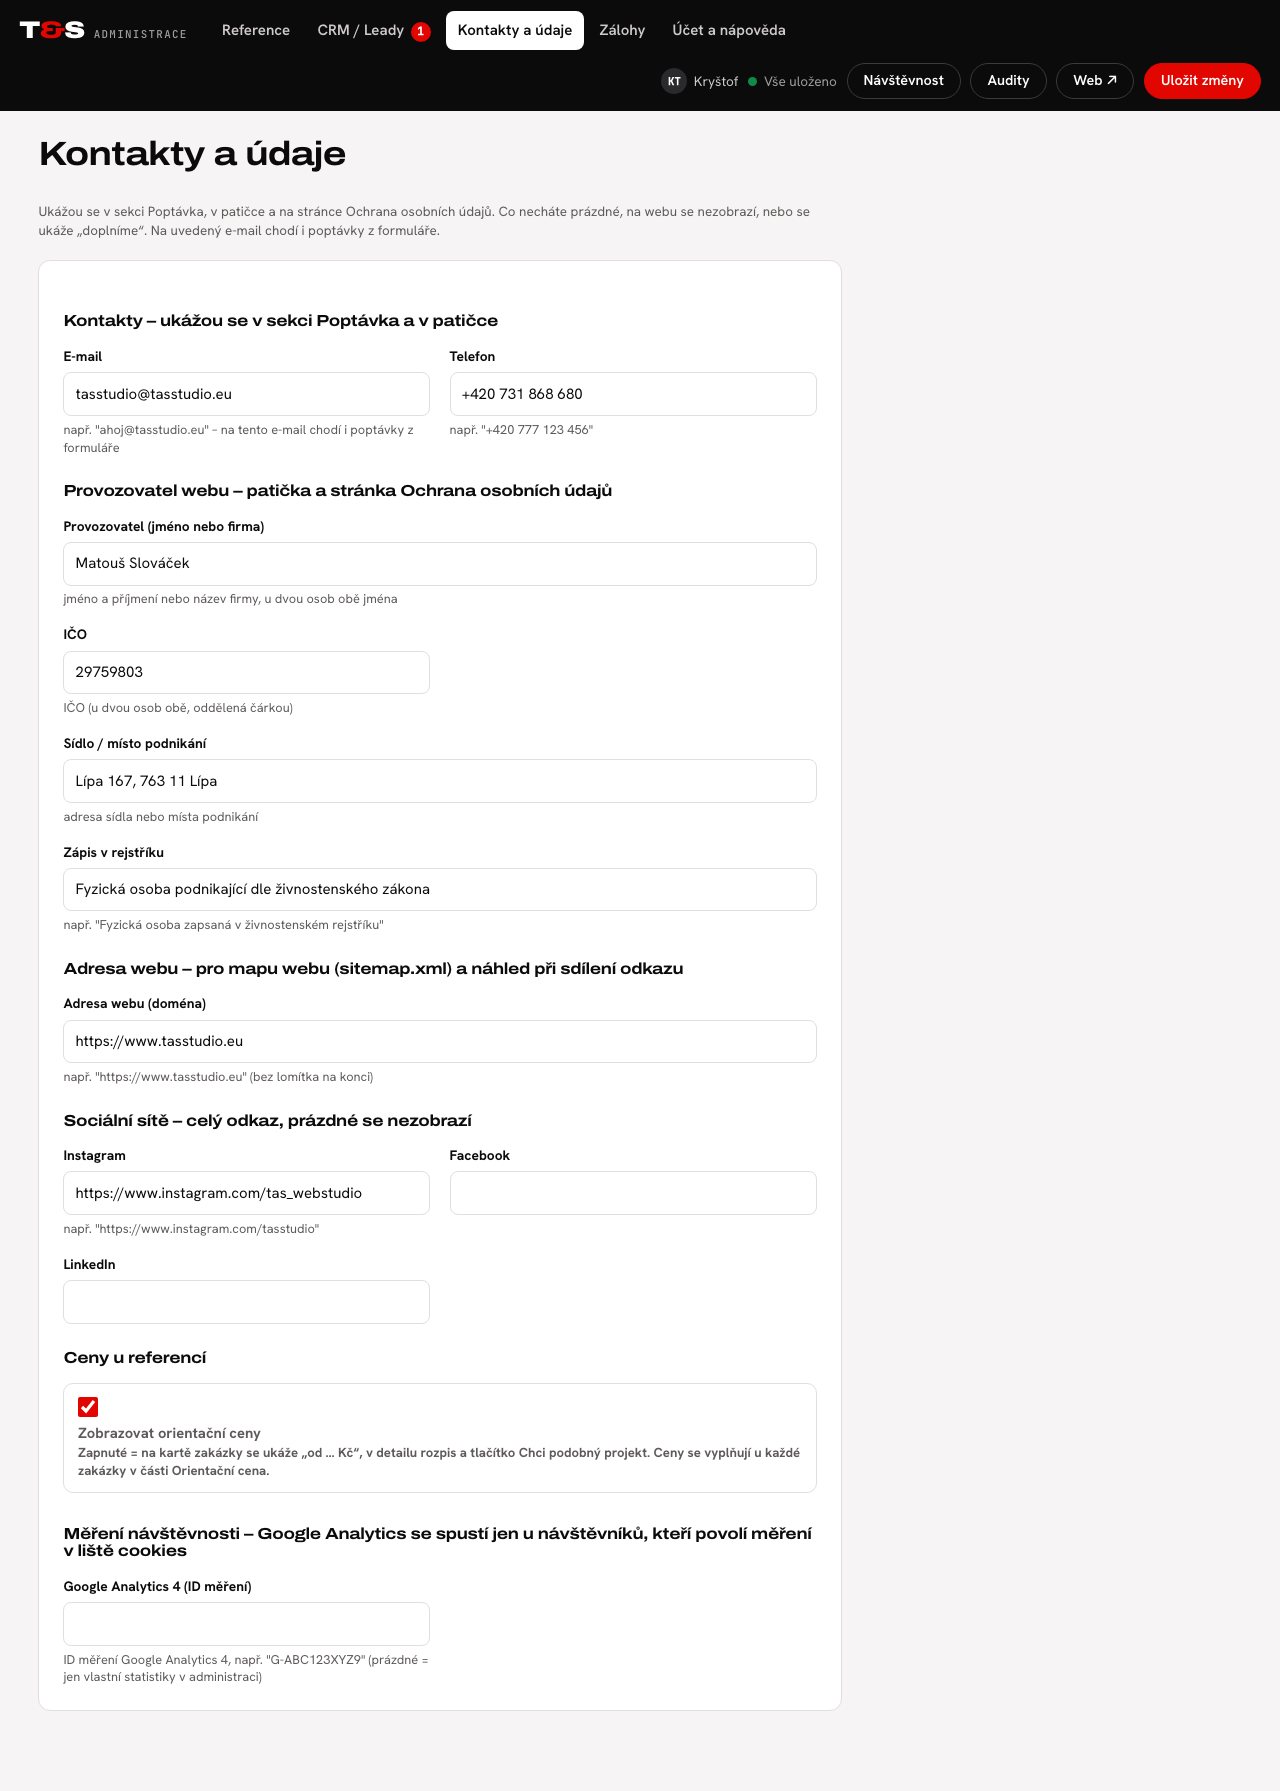 T&S ADMINISTRACE
Reference
CRM / Leady 1
Kontakty a údaje
Zálohy
Účet a nápověda
KT Kryštof
Vše uloženo
Návštěvnost
Audity
Web ↗
Uložit změny
Kontakty a údaje
Ukážou se v sekci Poptávka, v patičce a na stránce Ochrana osobních údajů. Co necháte prázdné, na webu se nezobrazí, nebo se
ukáže „doplníme“. Na uvedený e-mail chodí i poptávky z formuláře.
Kontakty – ukážou se v sekci Poptávka a v patičce
E-mail
tasstudio@tasstudio.eu
např. "ahoj@tasstudio.eu" – na tento e-mail chodí i poptávky z
formuláře
Telefon
+420 731 868 680
např. "+420 777 123 456"
Provozovatel webu – patička a stránka Ochrana osobních údajů
Provozovatel (jméno nebo firma)
Matouš Slováček
jméno a příjmení nebo název firmy, u dvou osob obě jména
IČO
29759803
IČO (u dvou osob obě, oddělená čárkou)
Sídlo / místo podnikání
Lípa 167, 763 11 Lípa
adresa sídla nebo místa podnikání
Zápis v rejstříku
Fyzická osoba podnikající dle živnostenského zákona
např. "Fyzická osoba zapsaná v živnostenském rejstříku"
Adresa webu – pro mapu webu (sitemap.xml) a náhled při sdílení odkazu
Adresa webu (doména)
https://www.tasstudio.eu
např. "https://www.tasstudio.eu" (bez lomítka na konci)
Sociální sítě – celý odkaz, prázdné se nezobrazí
Instagram
https://www.instagram.com/tas_webstudio
např. "https://www.instagram.com/tasstudio"
Facebook
LinkedIn
Ceny u referencí
Zobrazovat orientační ceny
Zapnuté = na kartě zakázky se ukáže „od … Kč“, v detailu rozpis a tlačítko Chci podobný projekt. Ceny se vyplňují u každé
zakázky v části Orientační cena.
Měření návštěvnosti – Google Analytics se spustí jen u návštěvníků, kteří povolí měření
v liště cookies
Google Analytics 4 (ID měření)
ID měření Google Analytics 4, např. "G-ABC123XYZ9" (prázdné =
jen vlastní statistiky v administraci)